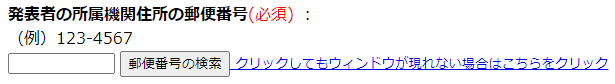 発表者の所属機関住所の郵便番号(必須) :
（例）123-4567
郵便番号の検索 クリックしてもウィンドウが現れない場合はこちらをクリック